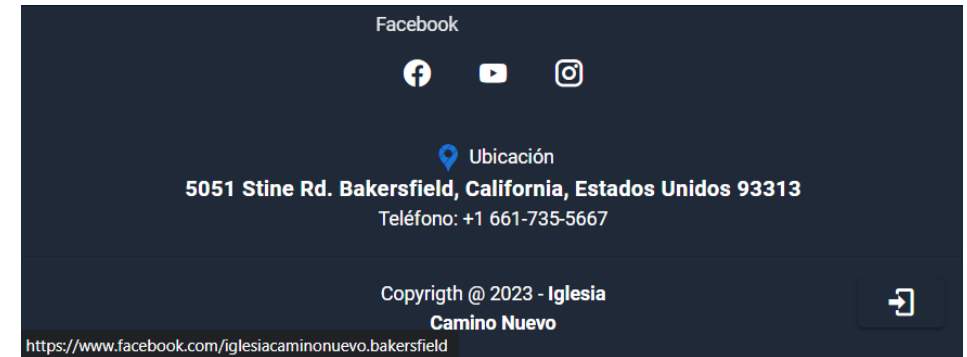 Facebook
Ubicación
5051 Stine Rd. Bakersfield, California, Estados Unidos 93313
Teléfono: +1 661-735-5667
Copyrigth @ 2023 - Iglesia
Camino Nuevo
https://www.facebook.com/iglesiacaminonuevo.bakersfield